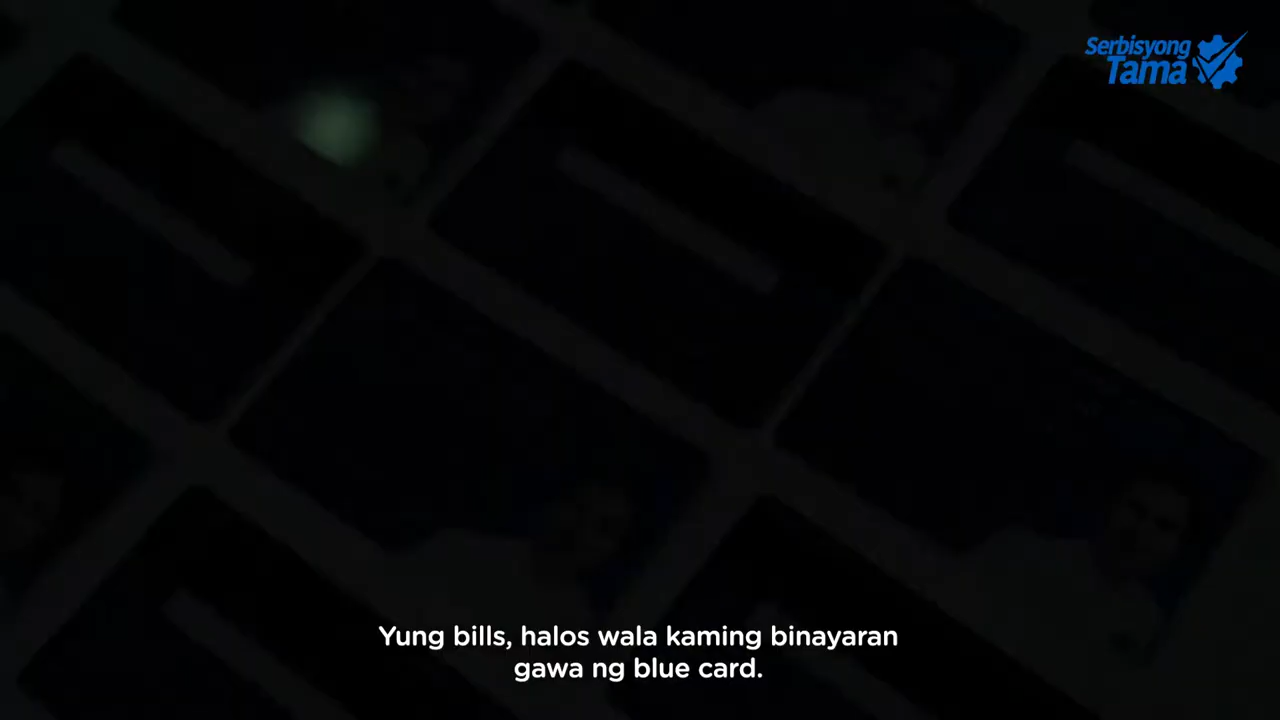 Serbisyong
Tama
Yung bills, halos wala kaming binayaran
gawa ng blue card.